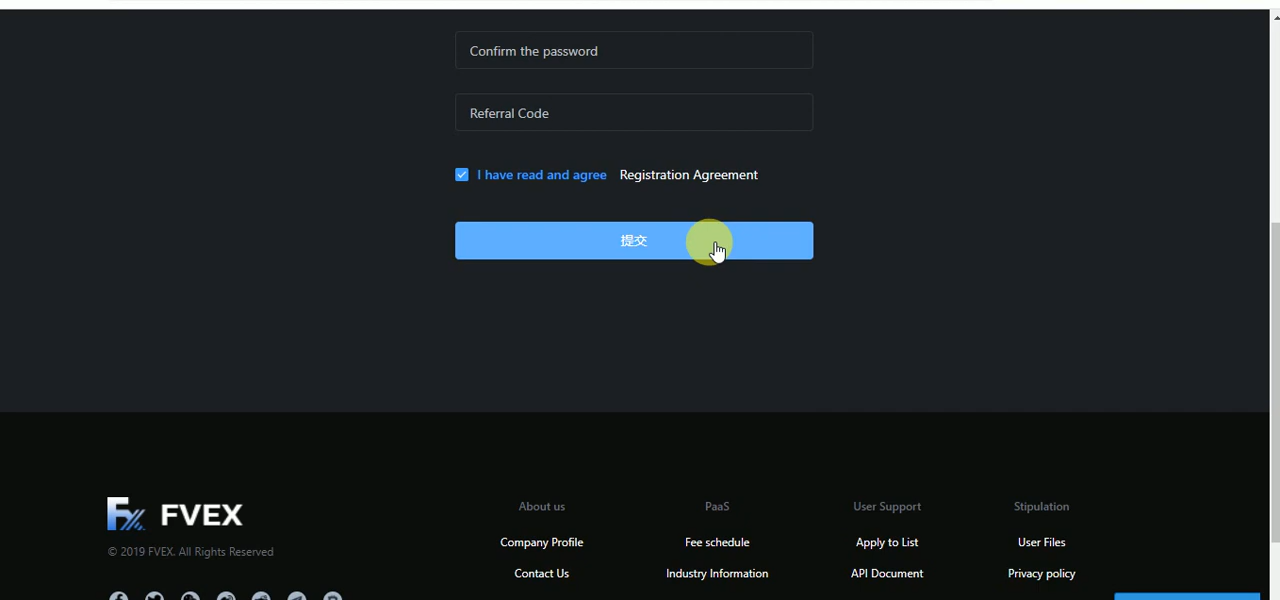 Confirm the password
Referral Code
I have read and agree Registration Agreement
提交
FVEX
© 2019 FVEX. All Rights Reserved
About us PaaS User Support Stipulation
Company Profile Fee schedule Apply to List User Files
Contact Us Industry Information API Document Privacy policy